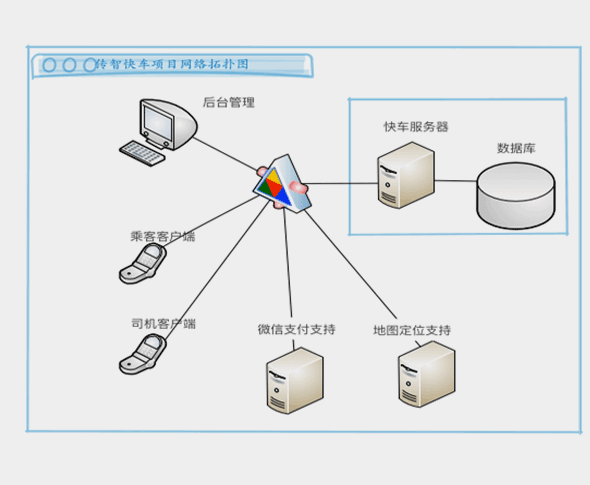 传智快车项目网络拓扑图
后台管理
快车服务器
数据库
乘客客户端
司机客户端
微信支付支持
地图定位支持